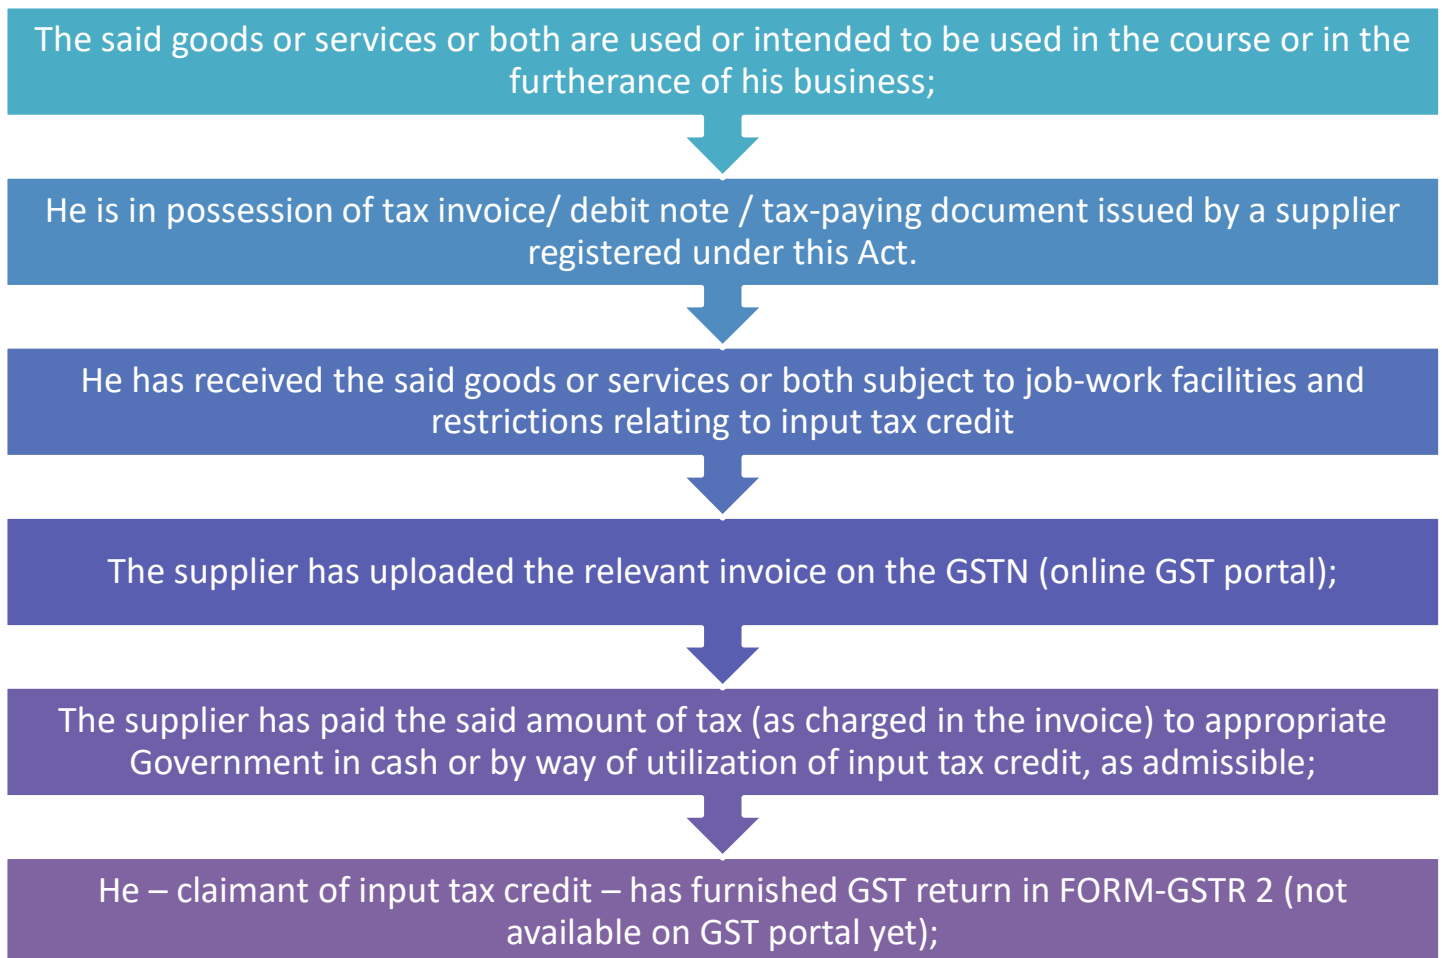 The said goods or services or both are used or intended to be used in the course or in the
furtherance of his business;
He is in possession of tax invoice/ debit note / tax-paying document issued by a supplier
registered under this Act.
He has received the said goods or services or both subject to job-work facilities and
restrictions relating to input tax credit
The supplier has uploaded the relevant invoice on the GSTN (online GST portal);
The supplier has paid the said amount of tax (as charged in the invoice) to appropriate
Government in cash or by way of utilization of input tax credit, as admissible;
He – claimant of input tax credit – has furnished GST return in FORM-GSTR 2 (not
available on GST portal yet);